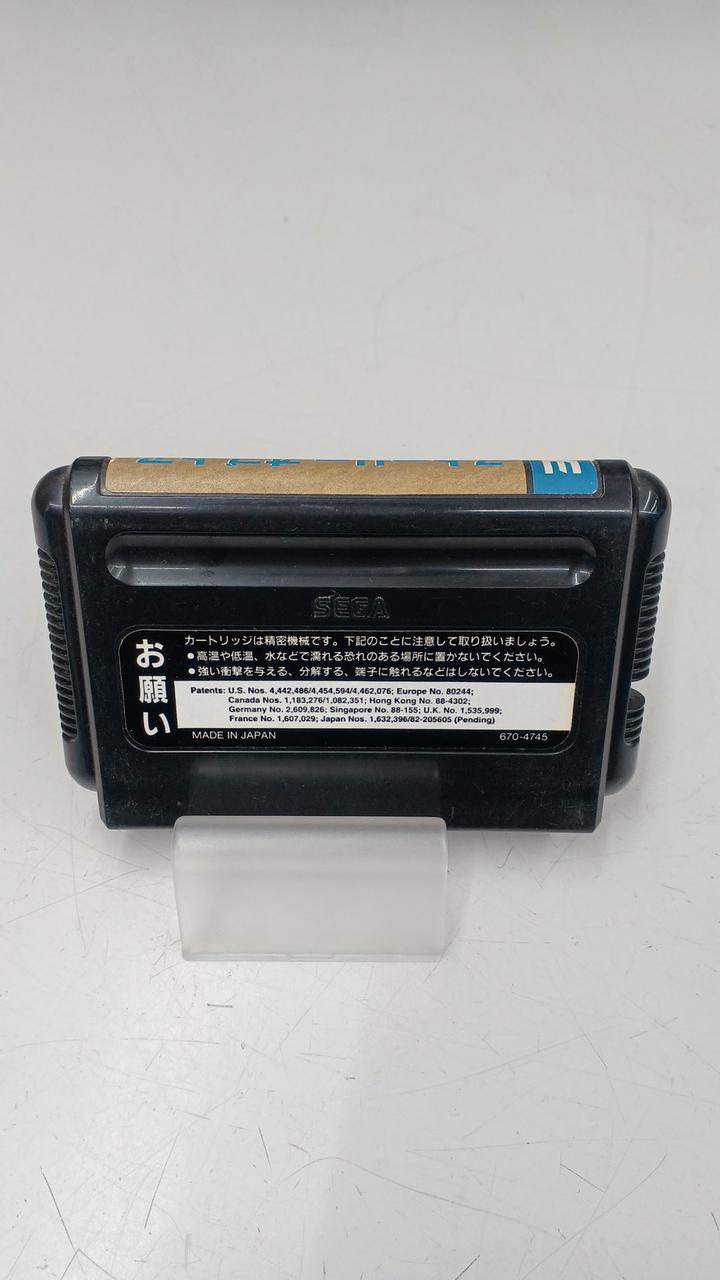 SEGA
お願い
カートリッジは精密機械です。下記のことに注意して取り扱いましょう。
●高温や低温、水などで濡れる恐れのある場所に置かないでください。
●強い衝撃を与える、分解する、端子に触れるなどはしないでください。
Patents: U.S. Nos. 4,442,486/4,454,594/4,462,076; Europe No. 80244;
Canada Nos. 1,183,276/1,082,351; Hong Kong No. 88-4302;
Germany No. 2,609,826; Singapore No. 88-155; U.K. No. 1,535,999;
France No. 1,607,029; Japan Nos. 1,632,396/82-205605 (Pending)
MADE IN JAPAN 670-4745